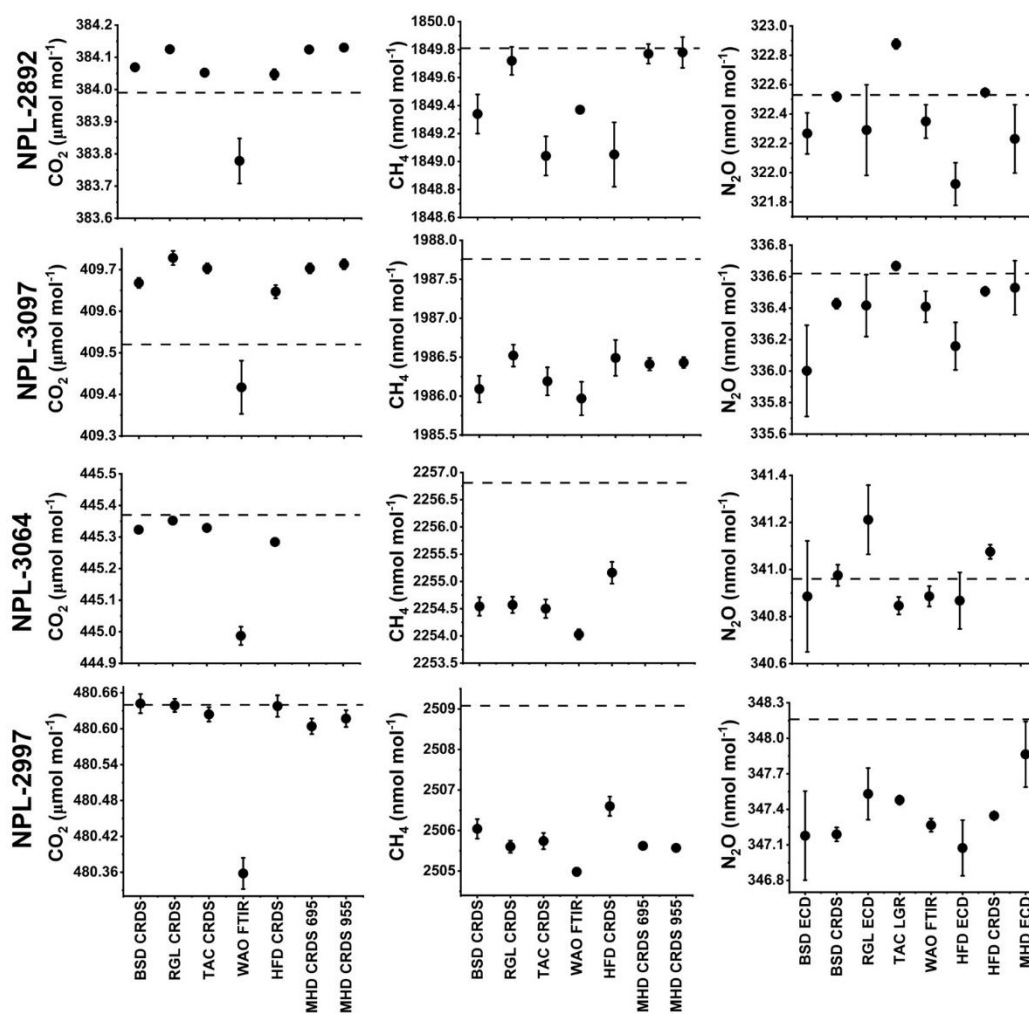 NPL-2892
CO₂ (μmol mol⁻¹)
384.2
384.1
384.0
383.9
383.8
383.7
383.6
CH₄ (nmol mol⁻¹)
1850.0
1849.8
1849.6
1849.4
1849.2
1849.0
1848.8
1848.6
N₂O (nmol mol⁻¹)
323.0
322.8
322.6
322.4
322.2
322.0
321.8
NPL-3097
CO₂ (μmol mol⁻¹)
409.7
409.6
409.5
409.4
409.3
CH₄ (nmol mol⁻¹)
1988.0
1987.5
1987.0
1986.5
1986.0
1985.5
N₂O (nmol mol⁻¹)
336.8
336.6
336.4
336.2
336.0
335.8
335.6
NPL-3064
CO₂ (μmol mol⁻¹)
445.5
445.4
445.3
445.2
445.1
445.0
444.9
CH₄ (nmol mol⁻¹)
2257.0
2256.5
2256.0
2255.5
2255.0
2254.5
2254.0
2253.5
N₂O (nmol mol⁻¹)
341.4
341.2
341.0
340.8
340.6
NPL-2997
CO₂ (μmol mol⁻¹)
480.66
480.60
480.54
480.48
480.42
480.36
CH₄ (nmol mol⁻¹)
2509
2508
2507
2506
2505
N₂O (nmol mol⁻¹)
348.3
348.0
347.7
347.4
347.1
346.8
BSD CRDS
RGL CRDS
TAC CRDS
WAO FTIR
HFD CRDS
MHD CRDS 695
MHD CRDS 955
BSD CRDS
RGL CRDS
TAC CRDS
WAO FTIR
HFD CRDS
MHD CRDS 695
MHD CRDS 955
BSD ECD
BSD CRDS
RGL ECD
TAC LGR
WAO FTIR
HFD ECD
HFD CRDS
MHD ECD